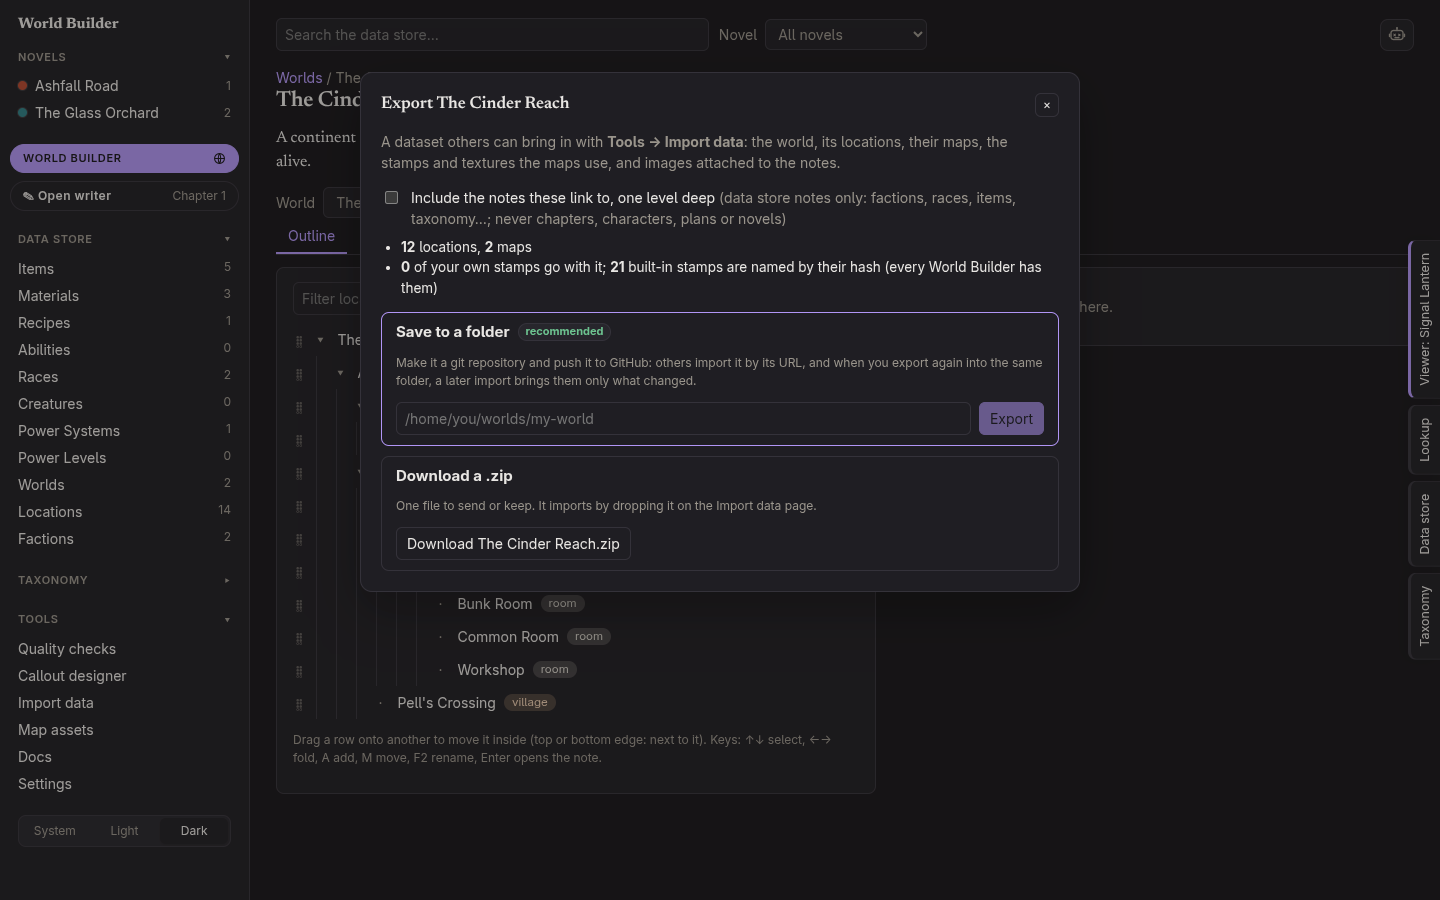 World Builder
NOVELS
Ashfall Road 1
The Glass Orchard 2
WORLD BUILDER
Open writer Chapter 1
DATA STORE
Items 5
Materials 3
Recipes 1
Abilities 0
Races 2
Creatures 0
Power Systems 1
Power Levels 0
Worlds 2
Locations 14
Factions 2
TAXONOMY
TOOLS
Quality checks
Callout designer
Import data
Map assets
Docs
Settings
System Light Dark
Search the data store...
Novel All novels
Worlds / The
The Cind
A continent
alive.
World The
Outline
Filter loc
The
here.
Export The Cinder Reach
×
A dataset others can bring in with Tools → Import data: the world, its locations, their maps, the
stamps and textures the maps use, and images attached to the notes.
Include the notes these link to, one level deep (data store notes only: factions, races, items,
taxonomy...; never chapters, characters, plans or novels)
• 12 locations, 2 maps
• 0 of your own stamps go with it; 21 built-in stamps are named by their hash (every World Builder has
them)
Save to a folder recommended
Make it a git repository and push it to GitHub: others import it by its URL, and when you export again into the same
folder, a later import brings them only what changed.
/home/you/worlds/my-world Export
Download a .zip
One file to send or keep. It imports by dropping it on the Import data page.
Download The Cinder Reach.zip
Bunk Room room
Common Room room
Workshop room
Pell's Crossing village
Drag a row onto another to move it inside (top or bottom edge: next to it). Keys: ↑↓ select, ←→
fold, A add, M move, F2 rename, Enter opens the note.
Viewer: Signal Lantern
Lookup
Data store
Taxonomy